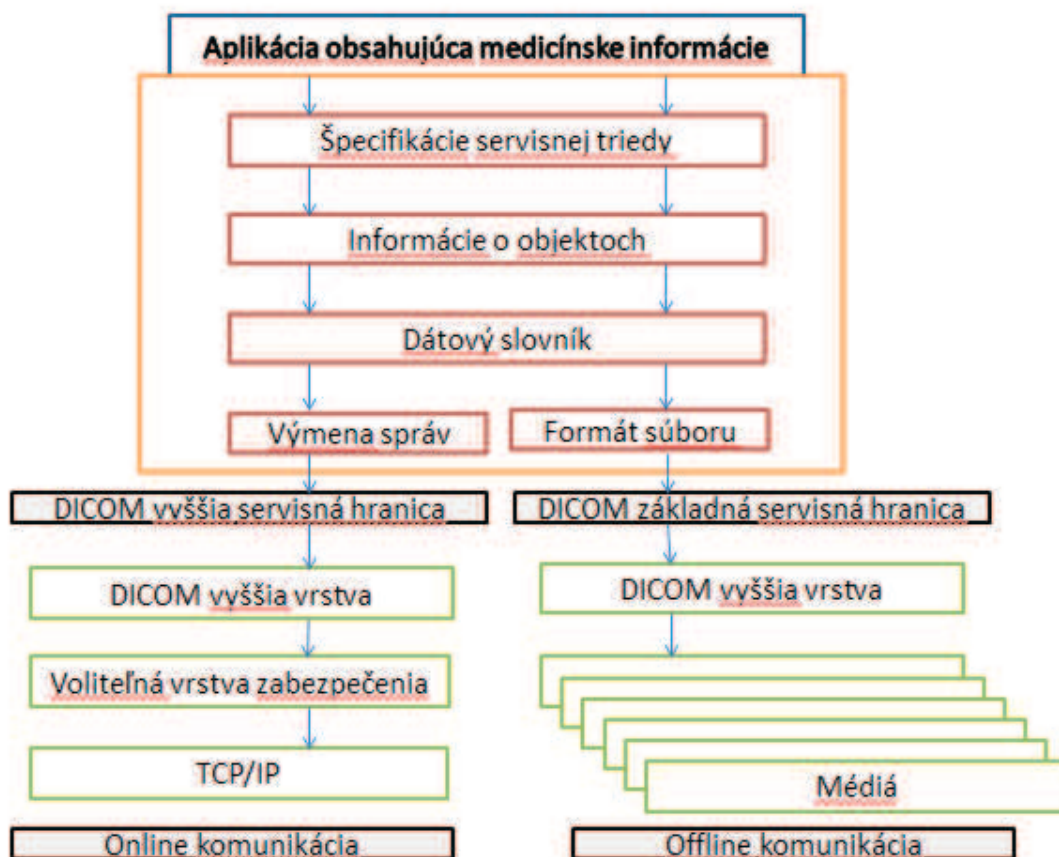 Aplikácia obsahujúca medicínske informácie
Špecifikácie servisnej triedy
Informácie o objektoch
Dátový slovník
Výmena správ
Formát súboru
DICOM vyššia servisná hranica
DICOM základná servisná hranica
DICOM vyššia vrstva
DICOM vyššia vrstva
Voliteľná vrstva zabezpečenia
TCP/IP
Médiá
Online komunikácia
Offline komunikácia